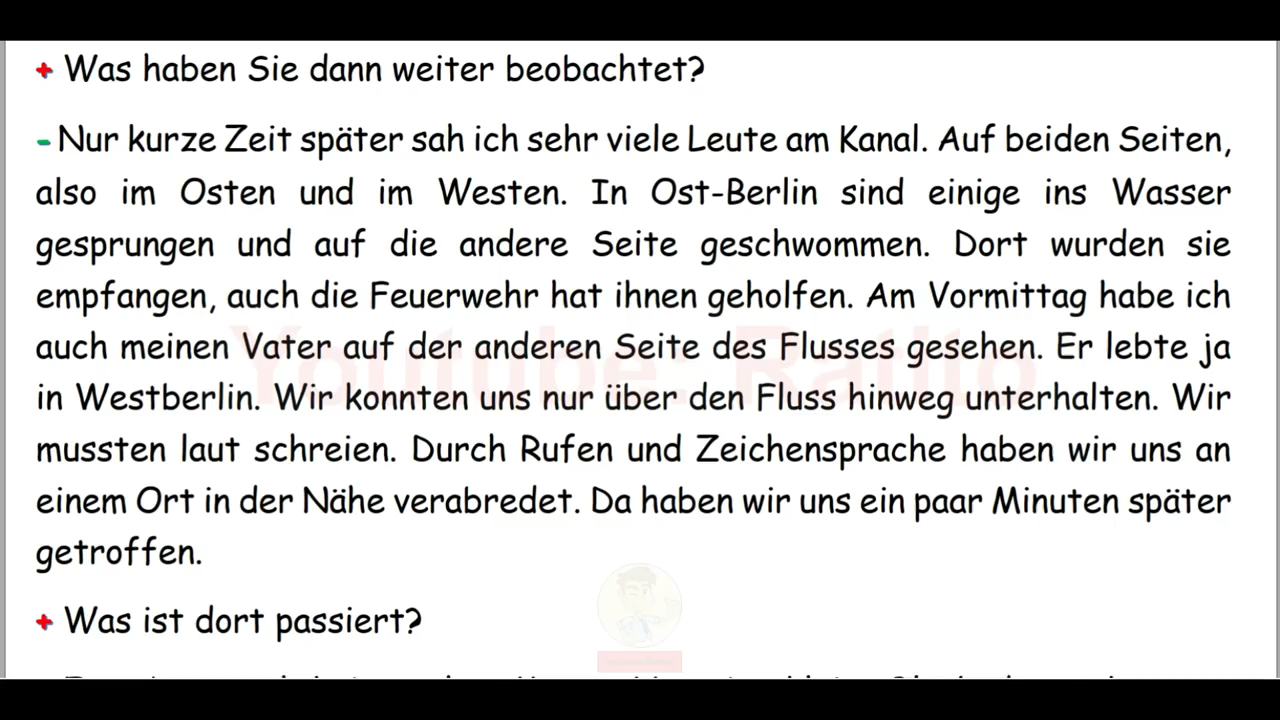 + Was haben Sie dann weiter beobachtet?
- Nur kurze Zeit später sah ich sehr viele Leute am Kanal. Auf beiden Seiten,
also im Osten und im Westen. In Ost-Berlin sind einige ins Wasser
gesprungen und auf die andere Seite geschwommen. Dort wurden sie
empfangen, auch die Feuerwehr hat ihnen geholfen. Am Vormittag habe ich
auch meinen Vater auf der anderen Seite des Flusses gesehen. Er lebte ja
in Westberlin. Wir konnten uns nur über den Fluss hinweg unterhalten. Wir
mussten laut schreien. Durch Rufen und Zeichensprache haben wir uns an
einem Ort in der Nähe verabredet. Da haben wir uns ein paar Minuten später
getroffen.
+ Was ist dort passiert?